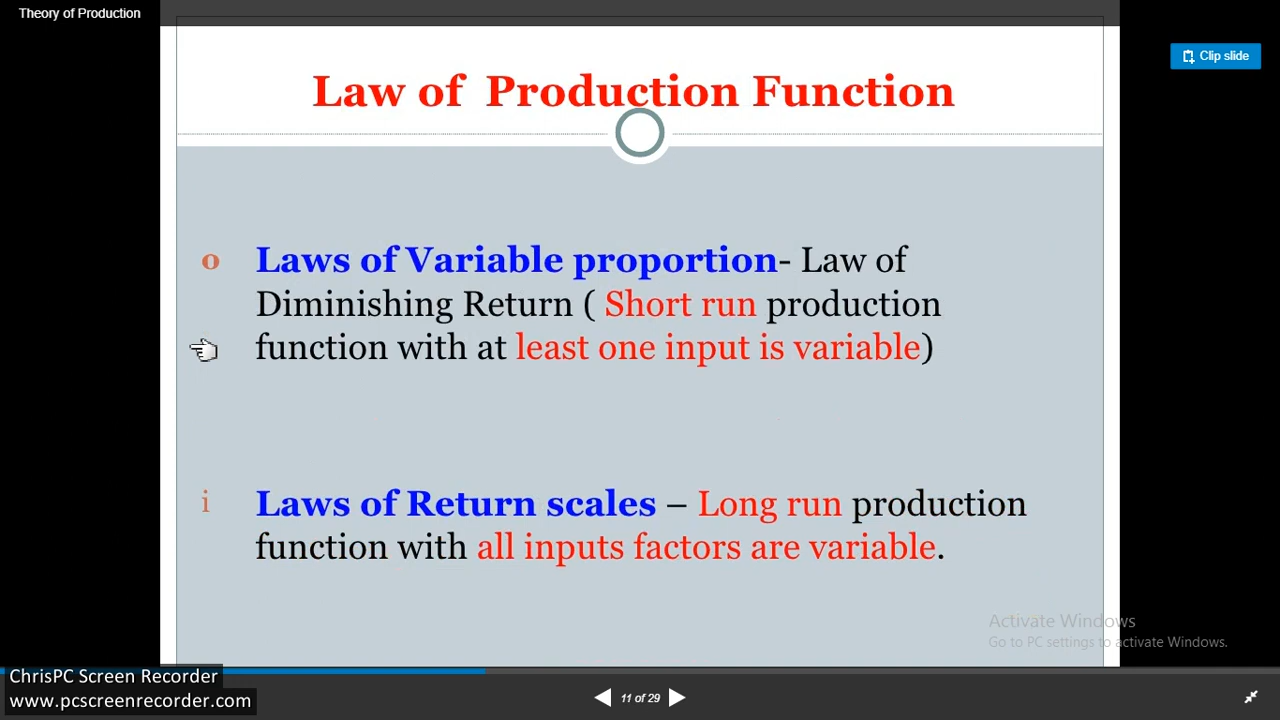 Theory of Production
Clip slide
Law of Production Function
o Laws of Variable proportion- Law of
Diminishing Return ( Short run production
function with at least one input is variable)
i Laws of Return scales – Long run production
function with all inputs factors are variable.
Activate Windows
Go to PC settings to activate Windows.
ChrisPC Screen Recorder
www.pcscreenrecorder.com
11 of 29